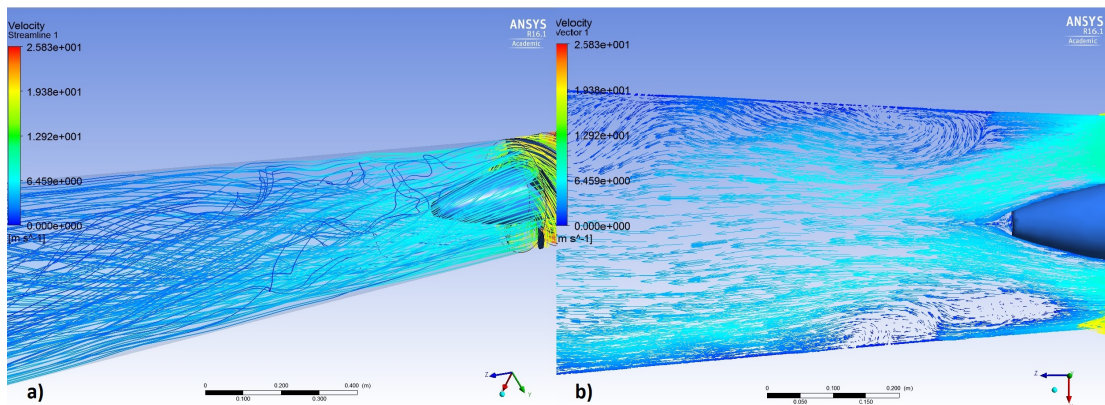 Velocity
Streamline 1
2.583e+001
1.938e+001
1.292e+001
6.459e+000
0.000e+000
[m s^-1]
ANSYS
R16.1
Academic
0 0.200 0.400 (m)
0.100 0.300
Z
Y
a)
Velocity
Vector 1
2.583e+001
1.938e+001
1.292e+001
6.459e+000
0.000e+000
m s^-1]
ANSYS
R16.1
Academic
0 0.100 0.200 (m)
0.050 0.150
Z
b)